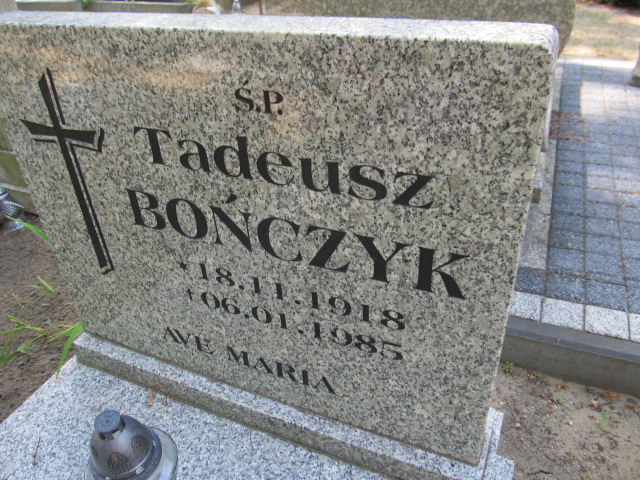 Ś.P.
Tadeusz
BOŃCZYK
*18.11.1918
†06.01.1985
AVE MARIA